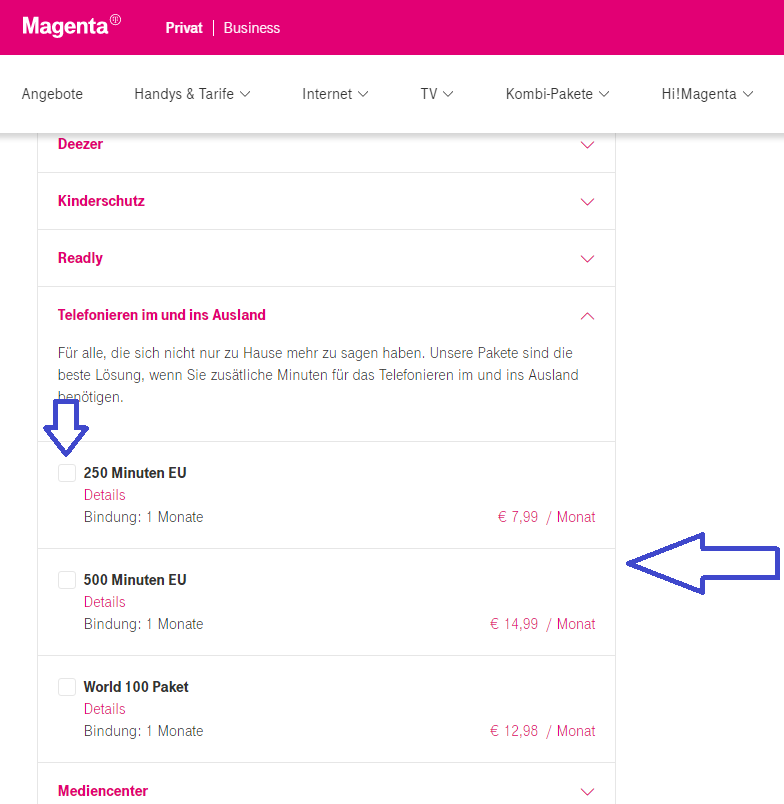 Magenta Ⓣ
Privat | Business
Angebote Handys & Tarife Internet TV Kombi-Pakete Hi!Magenta
Deezer
Kinderschutz
Readly
Telefonieren im und ins Ausland
Für alle, die sich nicht nur zu Hause mehr zu sagen haben. Unsere Pakete sind die
beste Lösung, wenn Sie zusätliche Minuten für das Telefonieren im und ins Ausland
benötigen.
250 Minuten EU
Details
Bindung: 1 Monate € 7,99 / Monat
500 Minuten EU
Details
Bindung: 1 Monate € 14,99 / Monat
World 100 Paket
Details
Bindung: 1 Monate € 12,98 / Monat
Mediencenter